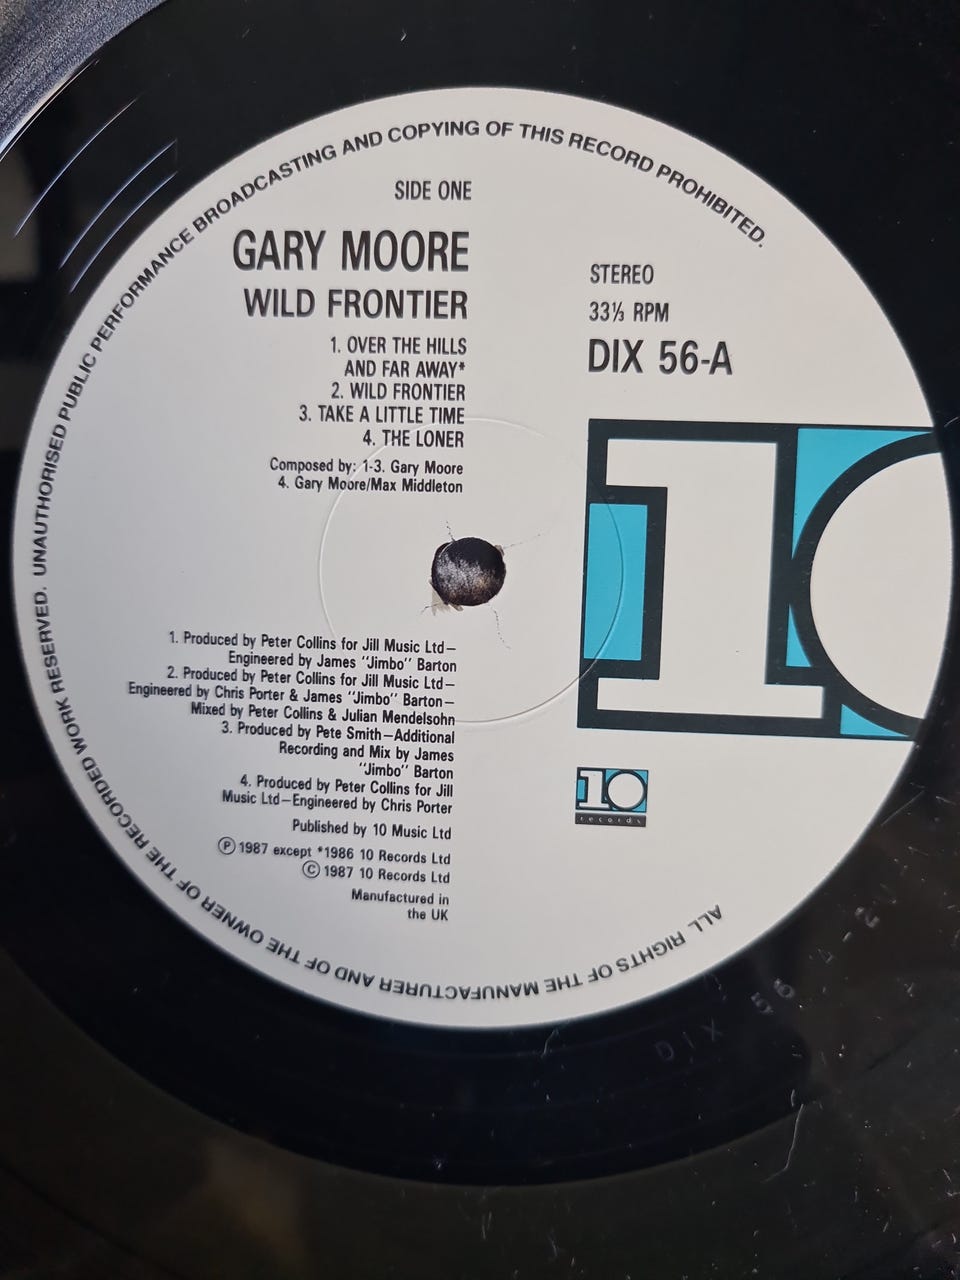 UNAUTHORISED PUBLIC PERFORMANCE BROADCASTING AND COPYING OF THIS RECORD PROHIBITED.
SIDE ONE
GARY MOORE
WILD FRONTIER
1. OVER THE HILLS
AND FAR AWAY*
2. WILD FRONTIER
3. TAKE A LITTLE TIME
4. THE LONER
Composed by: 1-3. Gary Moore
4. Gary Moore/Max Middleton
STEREO
33⅓ RPM
DIX 56-A
10
1. Produced by Peter Collins for Jill Music Ltd—
Engineered by James "Jimbo" Barton
2. Produced by Peter Collins for Jill Music Ltd—
Engineered by Chris Porter & James "Jimbo" Barton—
Mixed by Peter Collins & Julian Mendelsohn
3. Produced by Pete Smith—Additional
Recording and Mix by James
"Jimbo" Barton
4. Produced by Peter Collins for Jill
Music Ltd—Engineered by Chris Porter
Published by 10 Music Ltd
Ⓟ 1987 except *1986 10 Records Ltd
© 1987 10 Records Ltd
Manufactured in
the UK
10
records
ALL RIGHTS OF THE MANUFACTURER AND OF THE OWNER OF THE RECORDED WORK RESERVED.
DIX 56